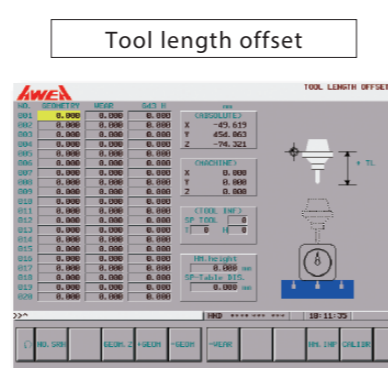 Tool length offset
AWEA
TOOL LENGTH OFFSET
NO. GEOMETRY WEAR G43 H mm
001 0.000 0.000 0.000 (ABSOLUTE)
002 0.000 0.000 0.000 X -49.619
003 0.000 0.000 0.000 Y 454.063
004 0.000 0.000 0.000 Z -74.321
005 0.000 0.000 0.000
006 0.000 0.000 0.000 (MACHINE)
007 0.000 0.000 0.000 X 0.000
008 0.000 0.000 0.000 Y 0.000
009 0.000 0.000 0.000 Z 0.000
010 0.000 0.000 0.000
011 0.000 0.000 0.000 (TOOL INF)
012 0.000 0.000 0.000 SP TOOL 0
013 0.000 0.000 0.000 T 0 H 0
014 0.000 0.000 0.000
015 0.000 0.000 0.000
016 0.000 0.000 0.000 HM.height
017 0.000 0.000 0.000 0.000 mm
018 0.000 0.000 0.000 SP-Table DIS.
019 0.000 0.000 0.000 0.000 mm
020 0.000 0.000 0.000
TL
>>^
HND **** *** *** 10:11:35
NO. SRH GEOM. Z +GEOM -GEOM ~WEAR HM. INP CALIBR